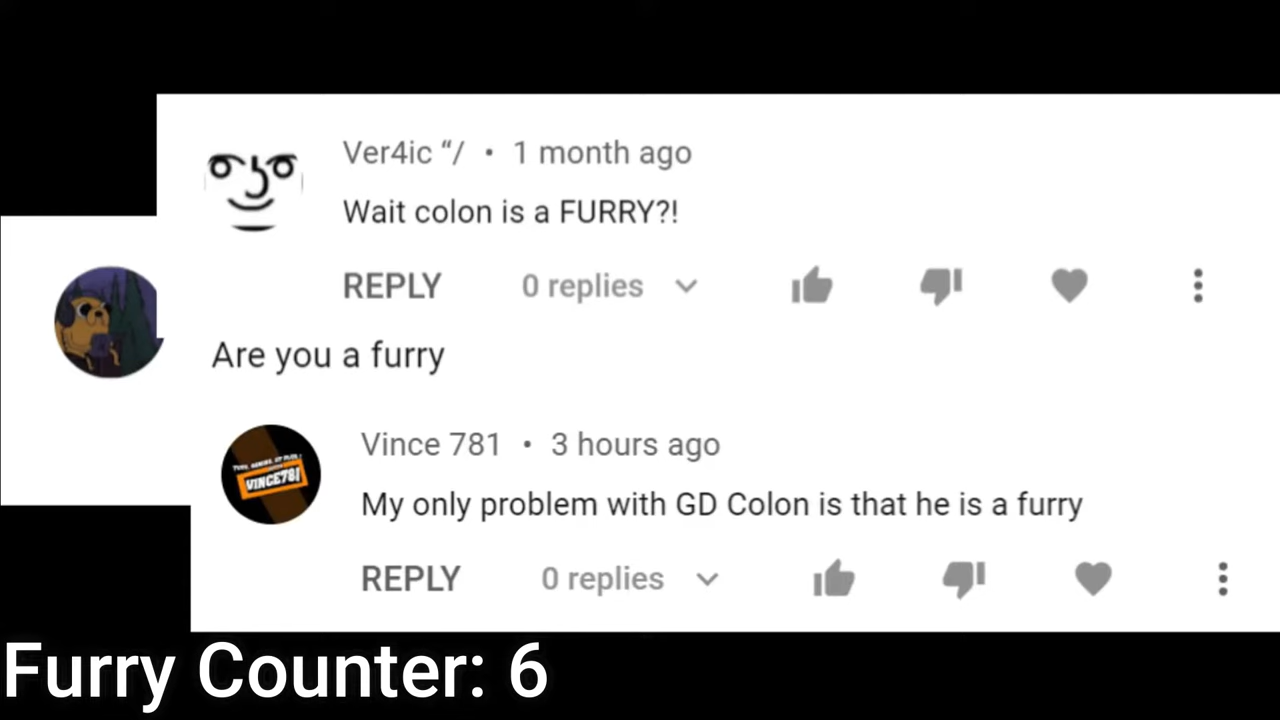 Ver4ic “/ • 1 month ago
Wait colon is a FURRY?!
REPLY 0 replies
Are you a furry
Vince 781 • 3 hours ago
VINCE781
My only problem with GD Colon is that he is a furry
REPLY 0 replies
Furry Counter: 6